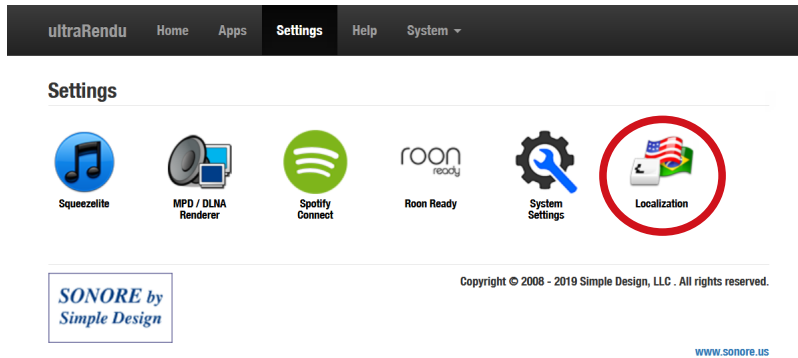 ultraRendu Home Apps Settings Help System
Settings
roon
ready
Squeezelite
MPD / DLNA
Renderer
Spotify
Connect
Roon Ready
System
Settings
Localization
Copyright © 2008 - 2019 Simple Design, LLC . All rights reserved.
SONORE by
Simple Design
www.sonore.us